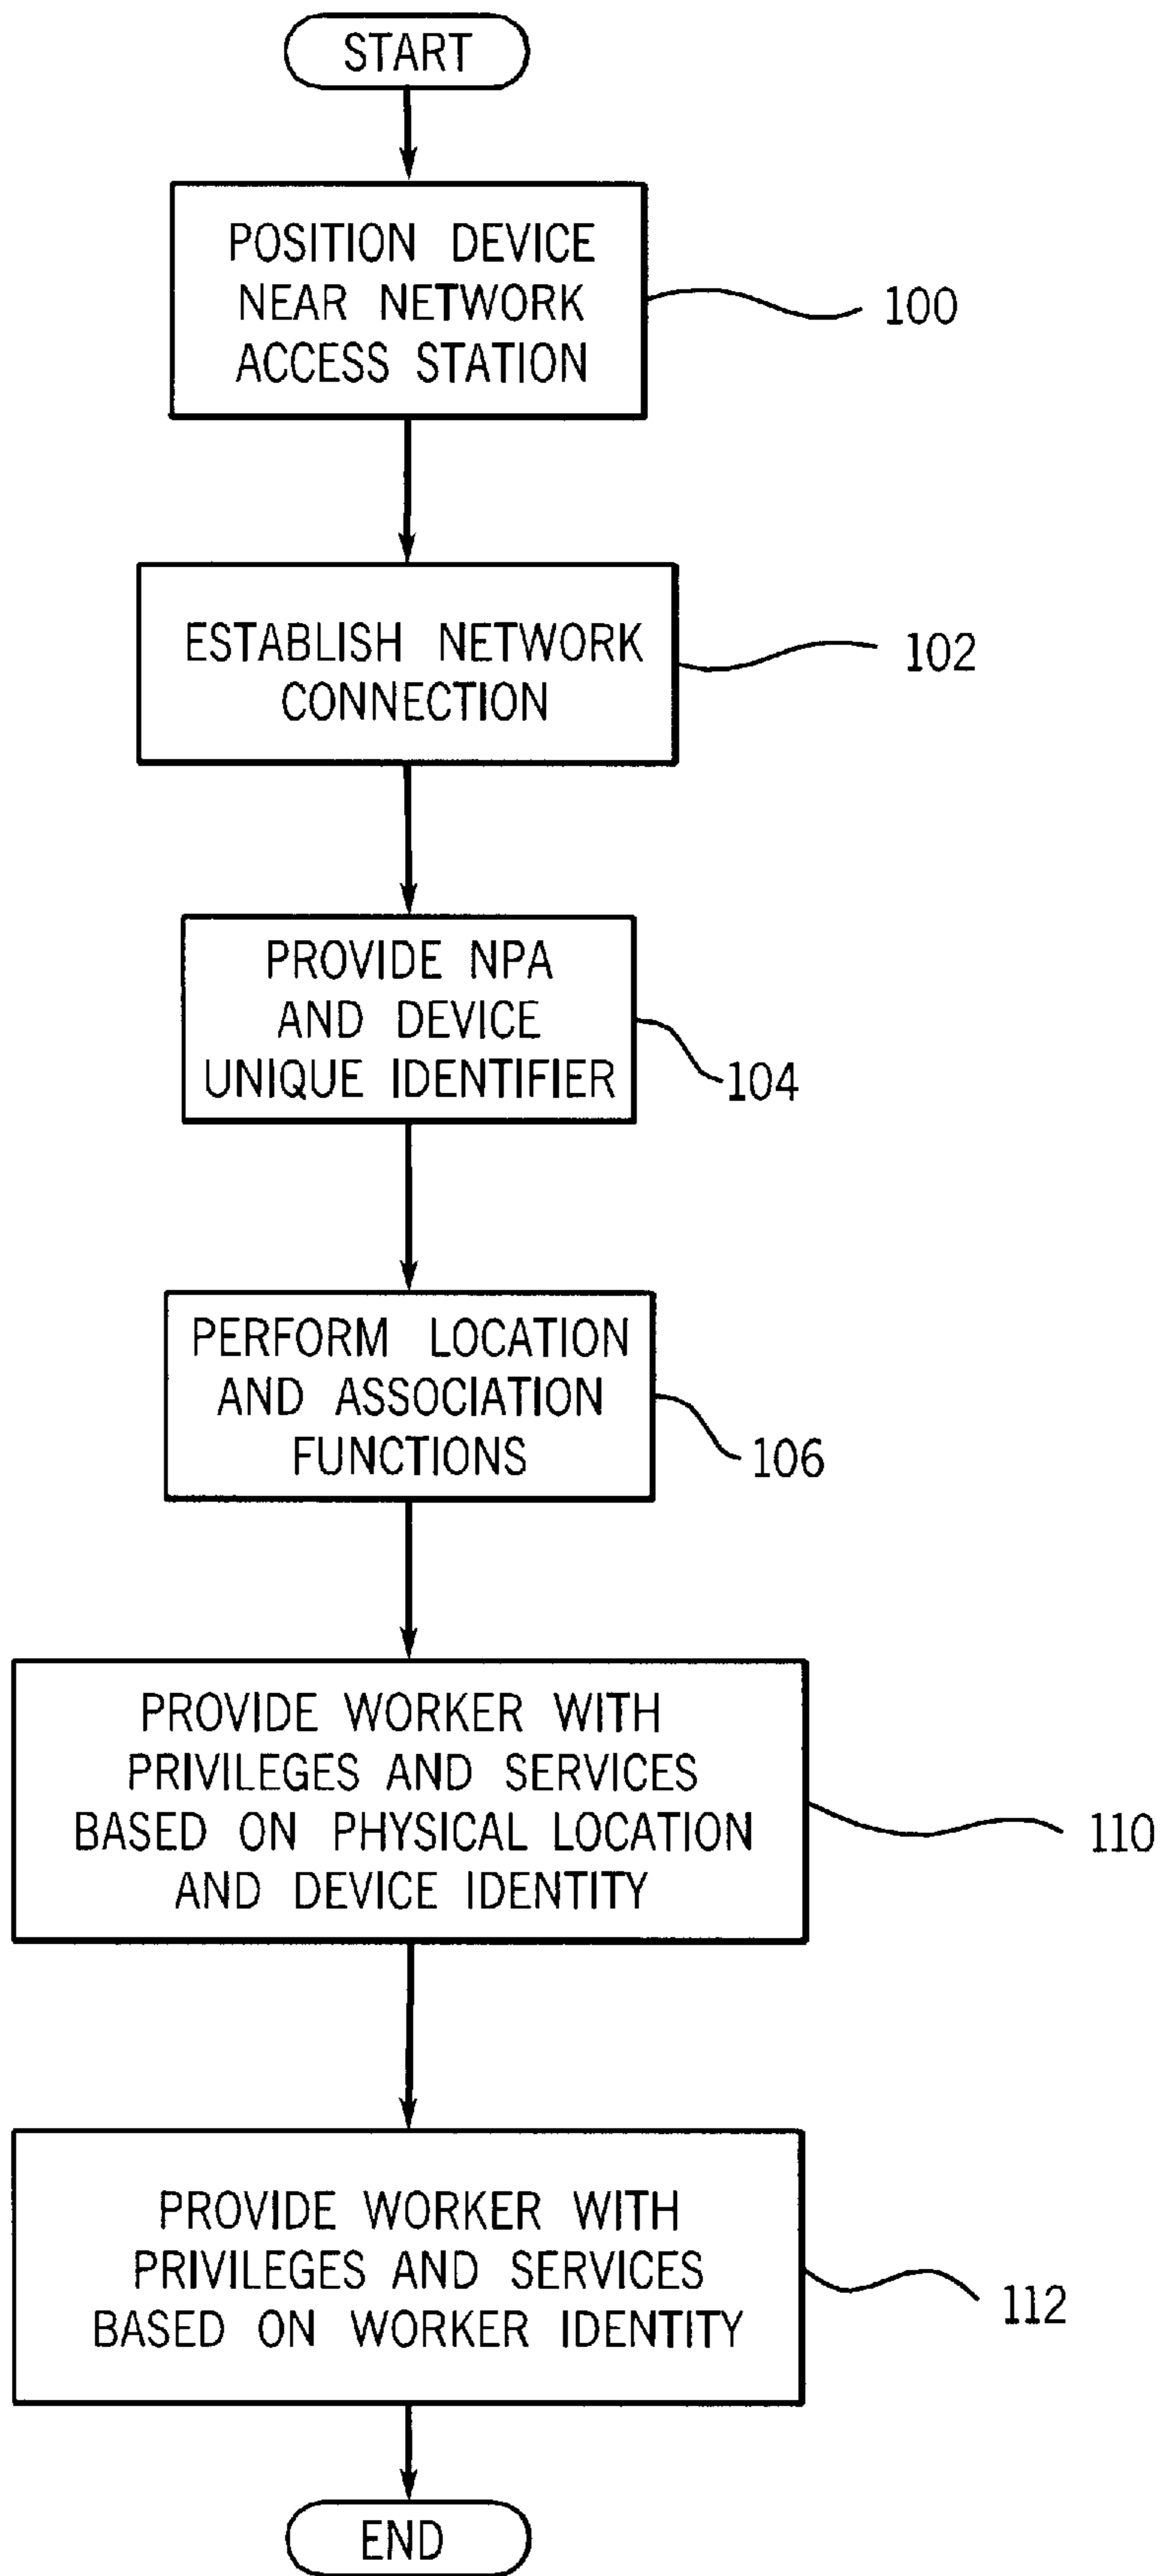 START
POSITION DEVICE
NEAR NETWORK
ACCESS STATION
100
ESTABLISH NETWORK
CONNECTION
102
PROVIDE NPA
AND DEVICE
UNIQUE IDENTIFIER
104
PERFORM LOCATION
AND ASSOCIATION
FUNCTIONS
106
PROVIDE WORKER WITH
PRIVILEGES AND SERVICES
BASED ON PHYSICAL LOCATION
AND DEVICE IDENTITY
110
PROVIDE WORKER WITH
PRIVILEGES AND SERVICES
BASED ON WORKER IDENTITY
112
END